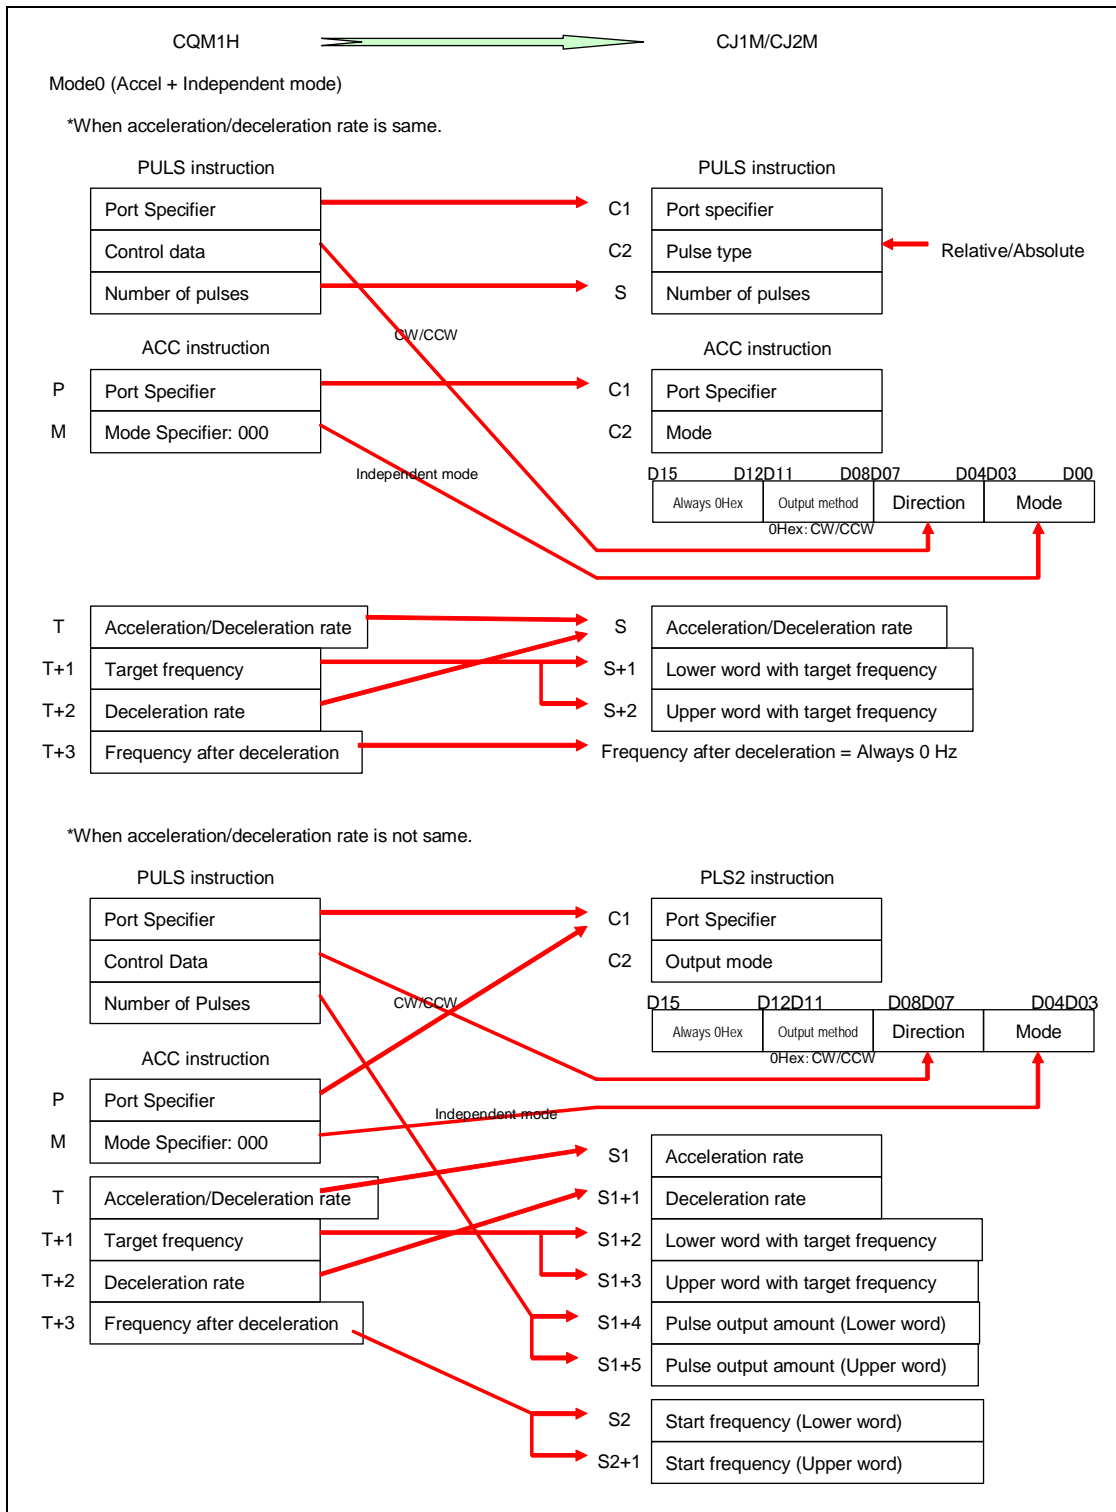 CQM1H CJ1M/CJ2M
Mode0 (Accel + Independent mode)
*When acceleration/deceleration rate is same.
PULS instruction PULS instruction
Port Specifier C1 Port specifier
Control data C2 Pulse type Relative/Absolute
Number of pulses S Number of pulses
CW/CCW
ACC instruction ACC instruction
P Port Specifier C1 Port Specifier
M Mode Specifier: 000 C2 Mode
Independent mode
D15 D12D11 D08D07 D04D03 D00
Always 0Hex Output method Direction Mode
0Hex: CW/CCW
T Acceleration/Deceleration rate S Acceleration/Deceleration rate
T+1 Target frequency S+1 Lower word with target frequency
T+2 Deceleration rate S+2 Upper word with target frequency
T+3 Frequency after deceleration Frequency after deceleration = Always 0 Hz
*When acceleration/deceleration rate is not same.
PULS instruction PLS2 instruction
Port Specifier C1 Port Specifier
Control Data C2 Output mode
Number of Pulses
CW/CCW
D15 D12D11 D08D07 D04D03
Always 0Hex Output method Direction Mode
0Hex: CW/CCW
ACC instruction
P Port Specifier
Independent mode
M Mode Specifier: 000
S1 Acceleration rate
T Acceleration/Deceleration rate S1+1 Deceleration rate
T+1 Target frequency S1+2 Lower word with target frequency
T+2 Deceleration rate S1+3 Upper word with target frequency
T+3 Frequency after deceleration S1+4 Pulse output amount (Lower word)
S1+5 Pulse output amount (Upper word)
S2 Start frequency (Lower word)
S2+1 Start frequency (Upper word)